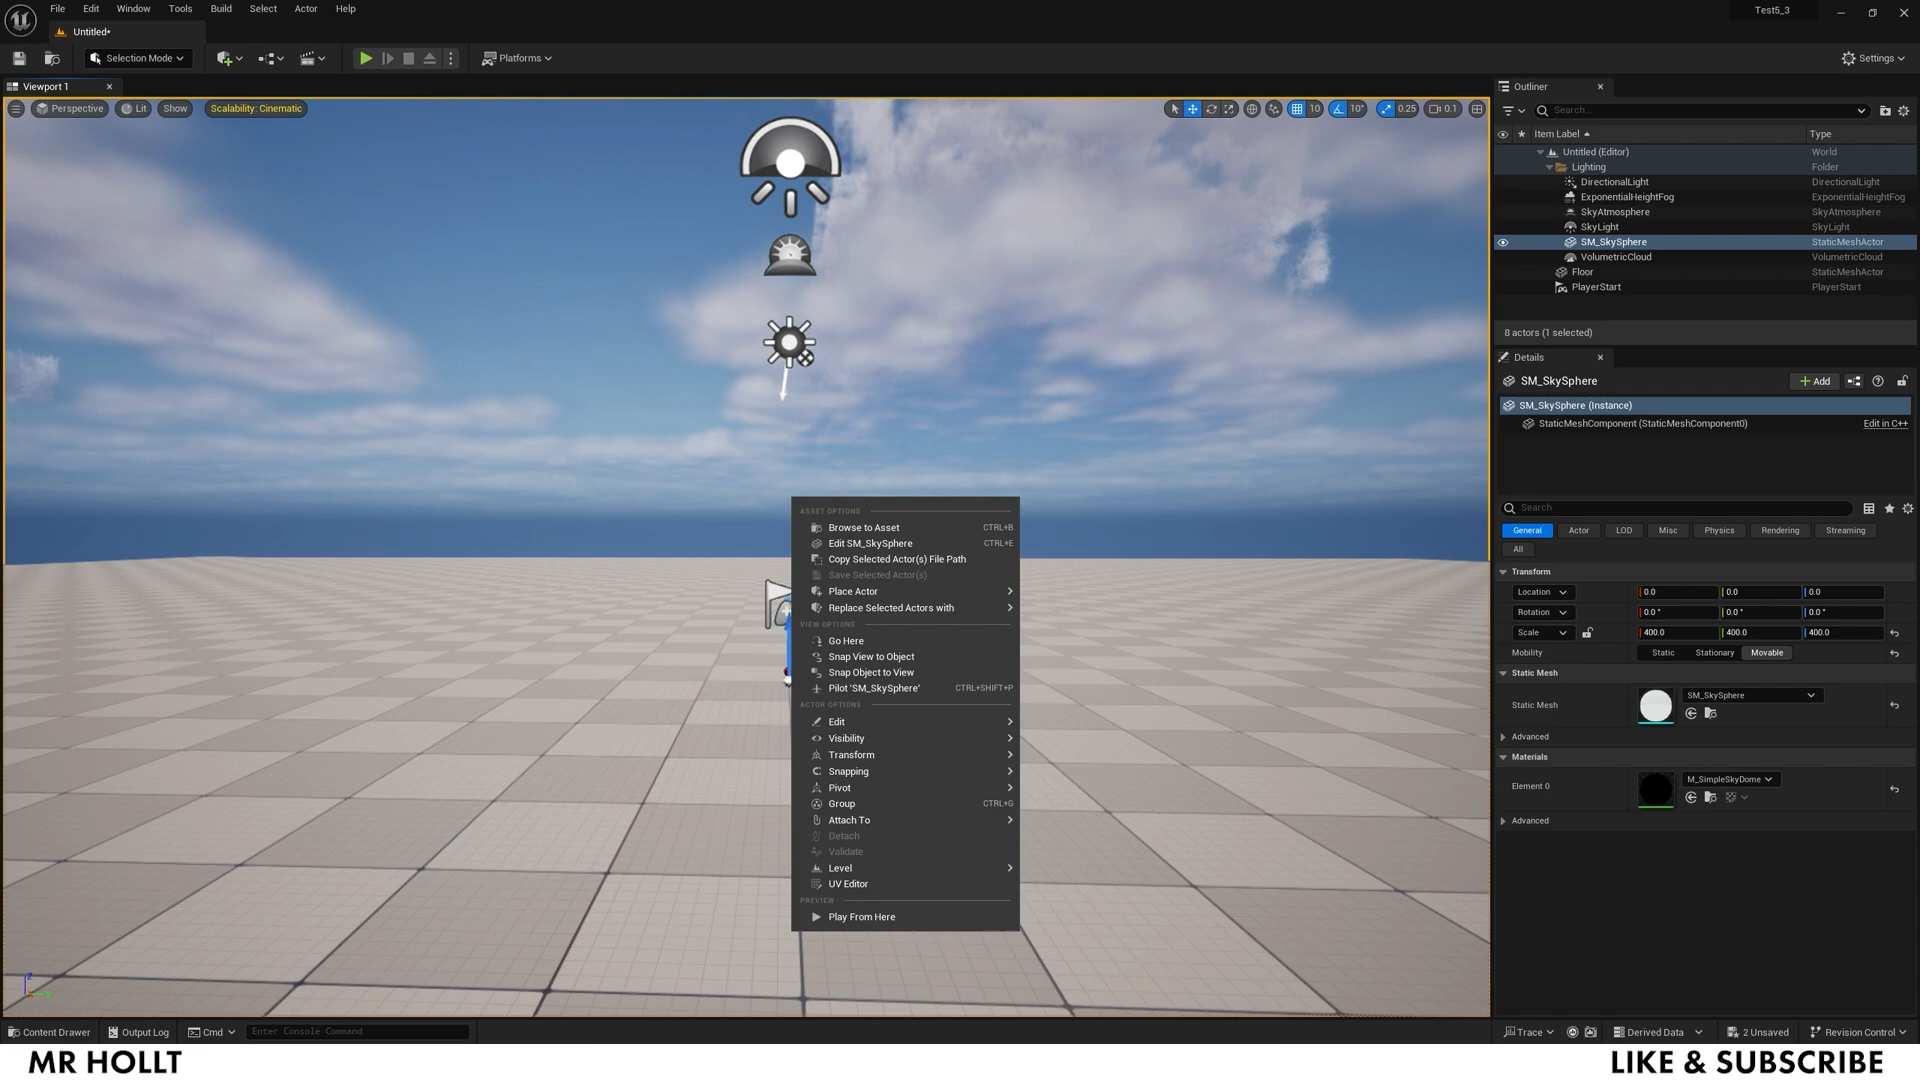 File Edit Window Tools Build Select Actor Help
Test5_3
Untitled*
Selection Mode
Platforms
Settings
Viewport 1
Perspective
Lit
Show
Scalability: Cinematic
10
10°
0.25
0.1
ASSET OPTIONS
Browse to Asset CTRL+B
Edit SM_SkySphere CTRL+E
Copy Selected Actor(s) File Path
Save Selected Actor(s)
Place Actor
Replace Selected Actors with
VIEW OPTIONS
Go Here
Snap View to Object
Snap Object to View
Pilot 'SM_SkySphere' CTRL+SHIFT+P
ACTOR OPTIONS
Edit
Visibility
Transform
Snapping
Pivot
Group CTRL+G
Attach To
Detach
Validate
Level
UV Editor
PREVIEW
Play From Here
Z
Y
Outliner
Search...
Item Label Type
Untitled (Editor) World
Lighting Folder
DirectionalLight DirectionalLight
ExponentialHeightFog ExponentialHeightFog
SkyAtmosphere SkyAtmosphere
SkyLight SkyLight
SM_SkySphere StaticMeshActor
VolumetricCloud VolumetricCloud
Floor StaticMeshActor
PlayerStart PlayerStart
8 actors (1 selected)
Details
SM_SkySphere
Add
SM_SkySphere (Instance)
StaticMeshComponent (StaticMeshComponent0) Edit in C++
Search
General Actor LOD Misc Physics Rendering Streaming
All
Transform
Location 0.0 0.0 0.0
Rotation 0.0° 0.0° 0.0°
Scale 400.0 400.0 400.0
Mobility Static Stationary Movable
Static Mesh
Static Mesh SM_SkySphere
Advanced
Materials
Element 0 M_SimpleSkyDome
Advanced
Content Drawer
Output Log
Cmd
Enter Console Command
Trace
Derived Data
2 Unsaved
Revision Control
MR HOLLT
LIKE & SUBSCRIBE